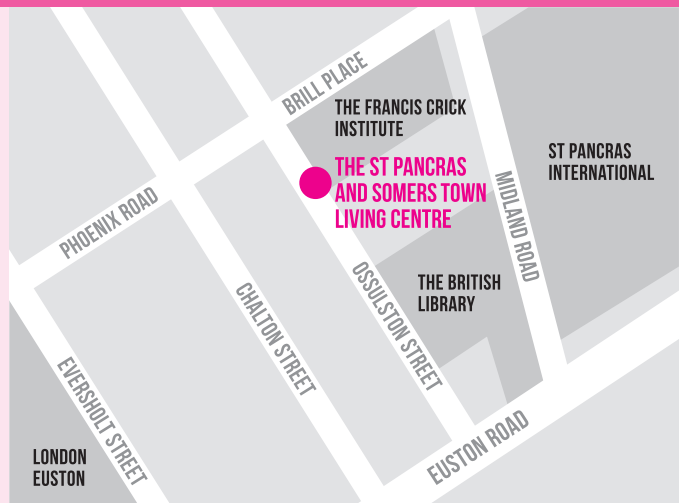 BRILL PLACE
THE FRANCIS CRICK
INSTITUTE
ST PANCRAS
INTERNATIONAL
THE ST PANCRAS
AND SOMERS TOWN
LIVING CENTRE
MIDLAND ROAD
PHOENIX ROAD
THE BRITISH
LIBRARY
OSSULSTON STREET
CHALTON STREET
EVERSHOLT STREET
EUSTON ROAD
LONDON
EUSTON